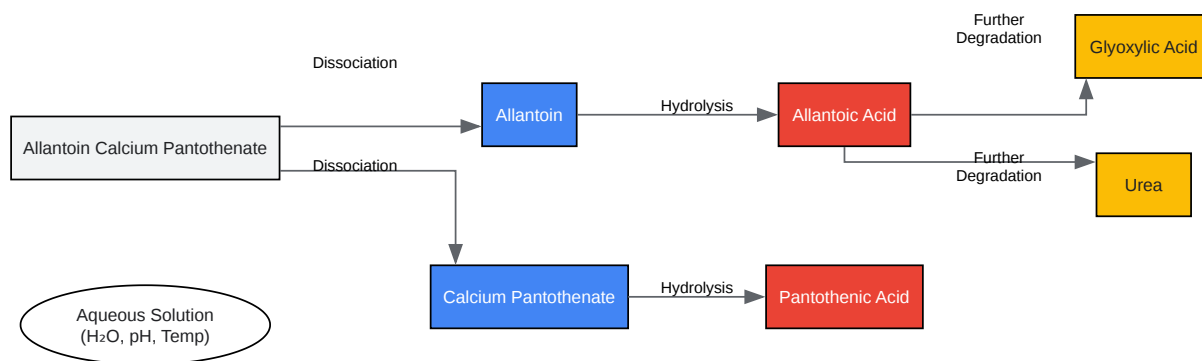 Further
Degradation
Glyoxylic Acid
Dissociation
Allantoin
Hydrolysis
Allantoic Acid
Allantoin Calcium Pantothenate
Dissociation
Further
Degradation
Urea
Calcium Pantothenate
Hydrolysis
Pantothenic Acid
Aqueous Solution
(H₂O, pH, Temp)